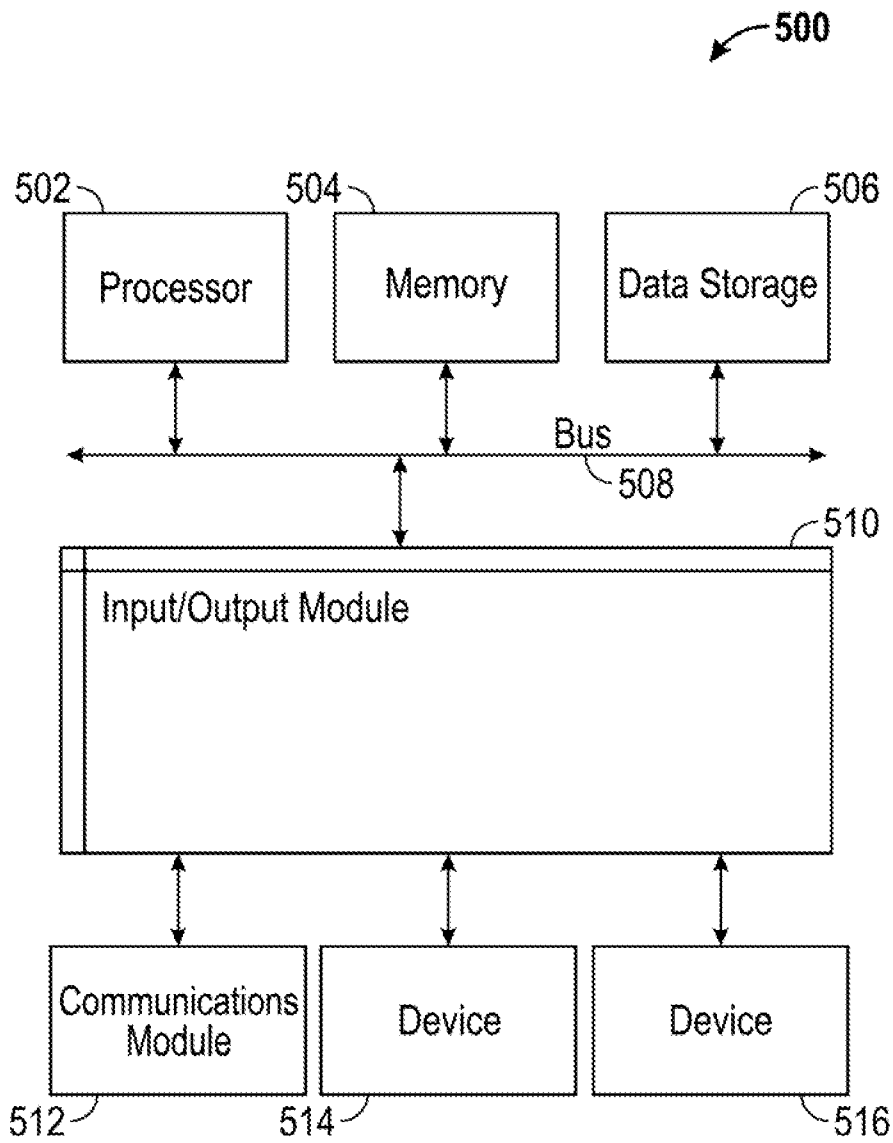 500
502
504
506
Processor
Memory
Data Storage
Bus
508
510
Input/Output Module
Communications
Module
Device
Device
512
514
516